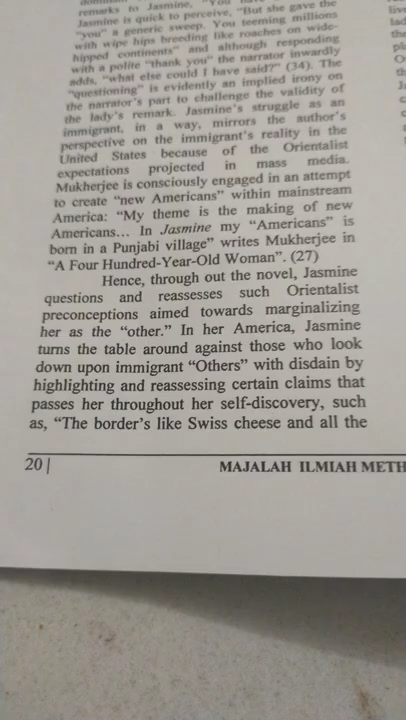 remarks to Jasmine, "You
Jasmine is quick to perceive, "But she gave the
"you" a generic sweep. You teeming millions
with wipe hips breeding like roaches on wide-
hipped continents" and although responding
with a polite "thank you" the narrator inwardly
adds, "what else could I have said?" (34). The
"questioning" is evidently an implied irony on
the narrator's part to challenge the validity of
the lady's remark. Jasmine's struggle as an
immigrant, in a way, mirrors the author's
perspective on the immigrant's reality in the
United States because of the Orientalist
expectations projected in mass media.
Mukherjee is consciously engaged in an attempt
to create "new Americans" within mainstream
America: "My theme is the making of new
Americans... In Jasmine my "Americans" is
born in a Punjabi village" writes Mukherjee in
"A Four Hundred-Year-Old Woman". (27)
Hence, through out the novel, Jasmine
questions and reassesses such Orientalist
preconceptions aimed towards marginalizing
her as the "other." In her America, Jasmine
turns the table around against those who look
down upon immigrant "Others" with disdain by
highlighting and reassessing certain claims that
passes her throughout her self-discovery, such
as, "The border's like Swiss cheese and all the
20|
MAJALAH ILMIAH METH